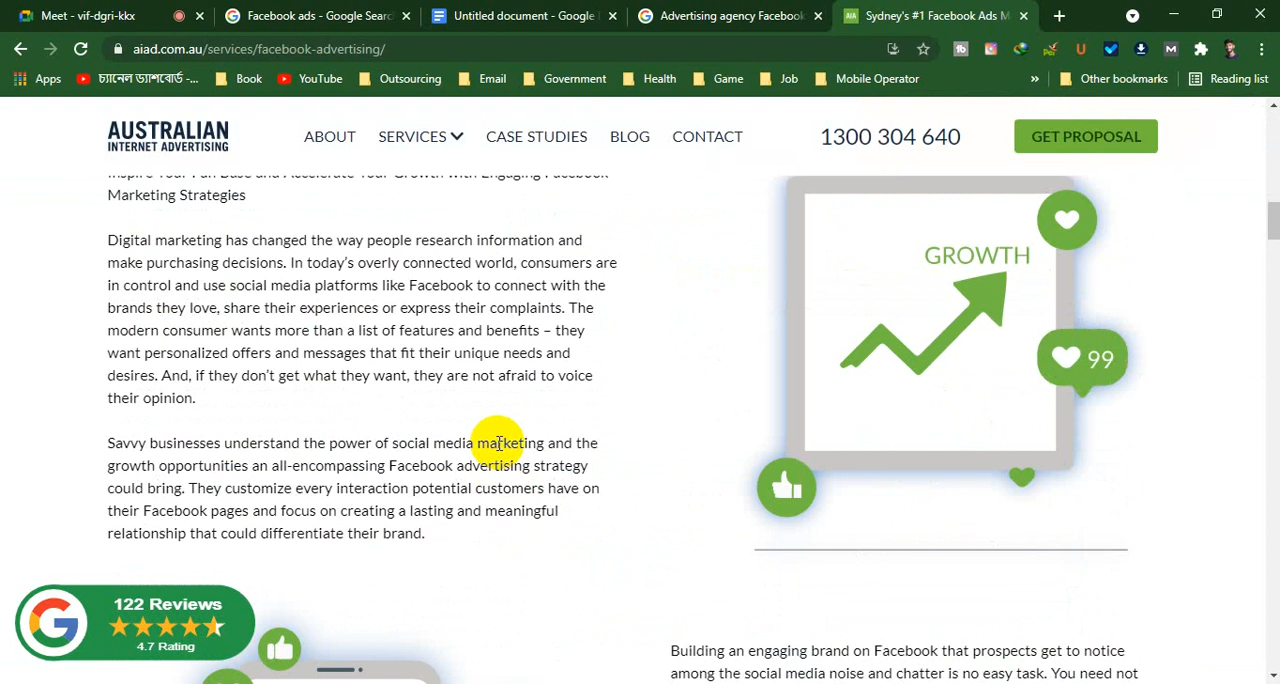 Meet - vif-dgri-kkx
Facebook ads - Google Searc
Untitled document - Google
Advertising agency Facebook
Sydney's #1 Facebook Ads M
aiad.com.au/services/facebook-advertising/
Apps
চ্যানেল ড্যাশবোর্ড -...
Book
YouTube
Outsourcing
Email
Government
Health
Game
Job
Mobile Operator
»
Other bookmarks
Reading list
AUSTRALIAN
INTERNET ADVERTISING
ABOUT
SERVICES
CASE STUDIES
BLOG
CONTACT
1300 304 640
GET PROPOSAL
Inspire Your Fan Base and Accelerate Your Growth with Engaging Facebook
Marketing Strategies
Digital marketing has changed the way people research information and
make purchasing decisions. In today’s overly connected world, consumers are
in control and use social media platforms like Facebook to connect with the
brands they love, share their experiences or express their complaints. The
modern consumer wants more than a list of features and benefits – they
want personalized offers and messages that fit their unique needs and
desires. And, if they don’t get what they want, they are not afraid to voice
their opinion.
Savvy businesses understand the power of social media marketing and the
growth opportunities an all-encompassing Facebook advertising strategy
could bring. They customize every interaction potential customers have on
their Facebook pages and focus on creating a lasting and meaningful
relationship that could differentiate their brand.
GROWTH
99
122 Reviews
4.7 Rating
Building an engaging brand on Facebook that prospects get to notice
among the social media noise and chatter is no easy task. You need not